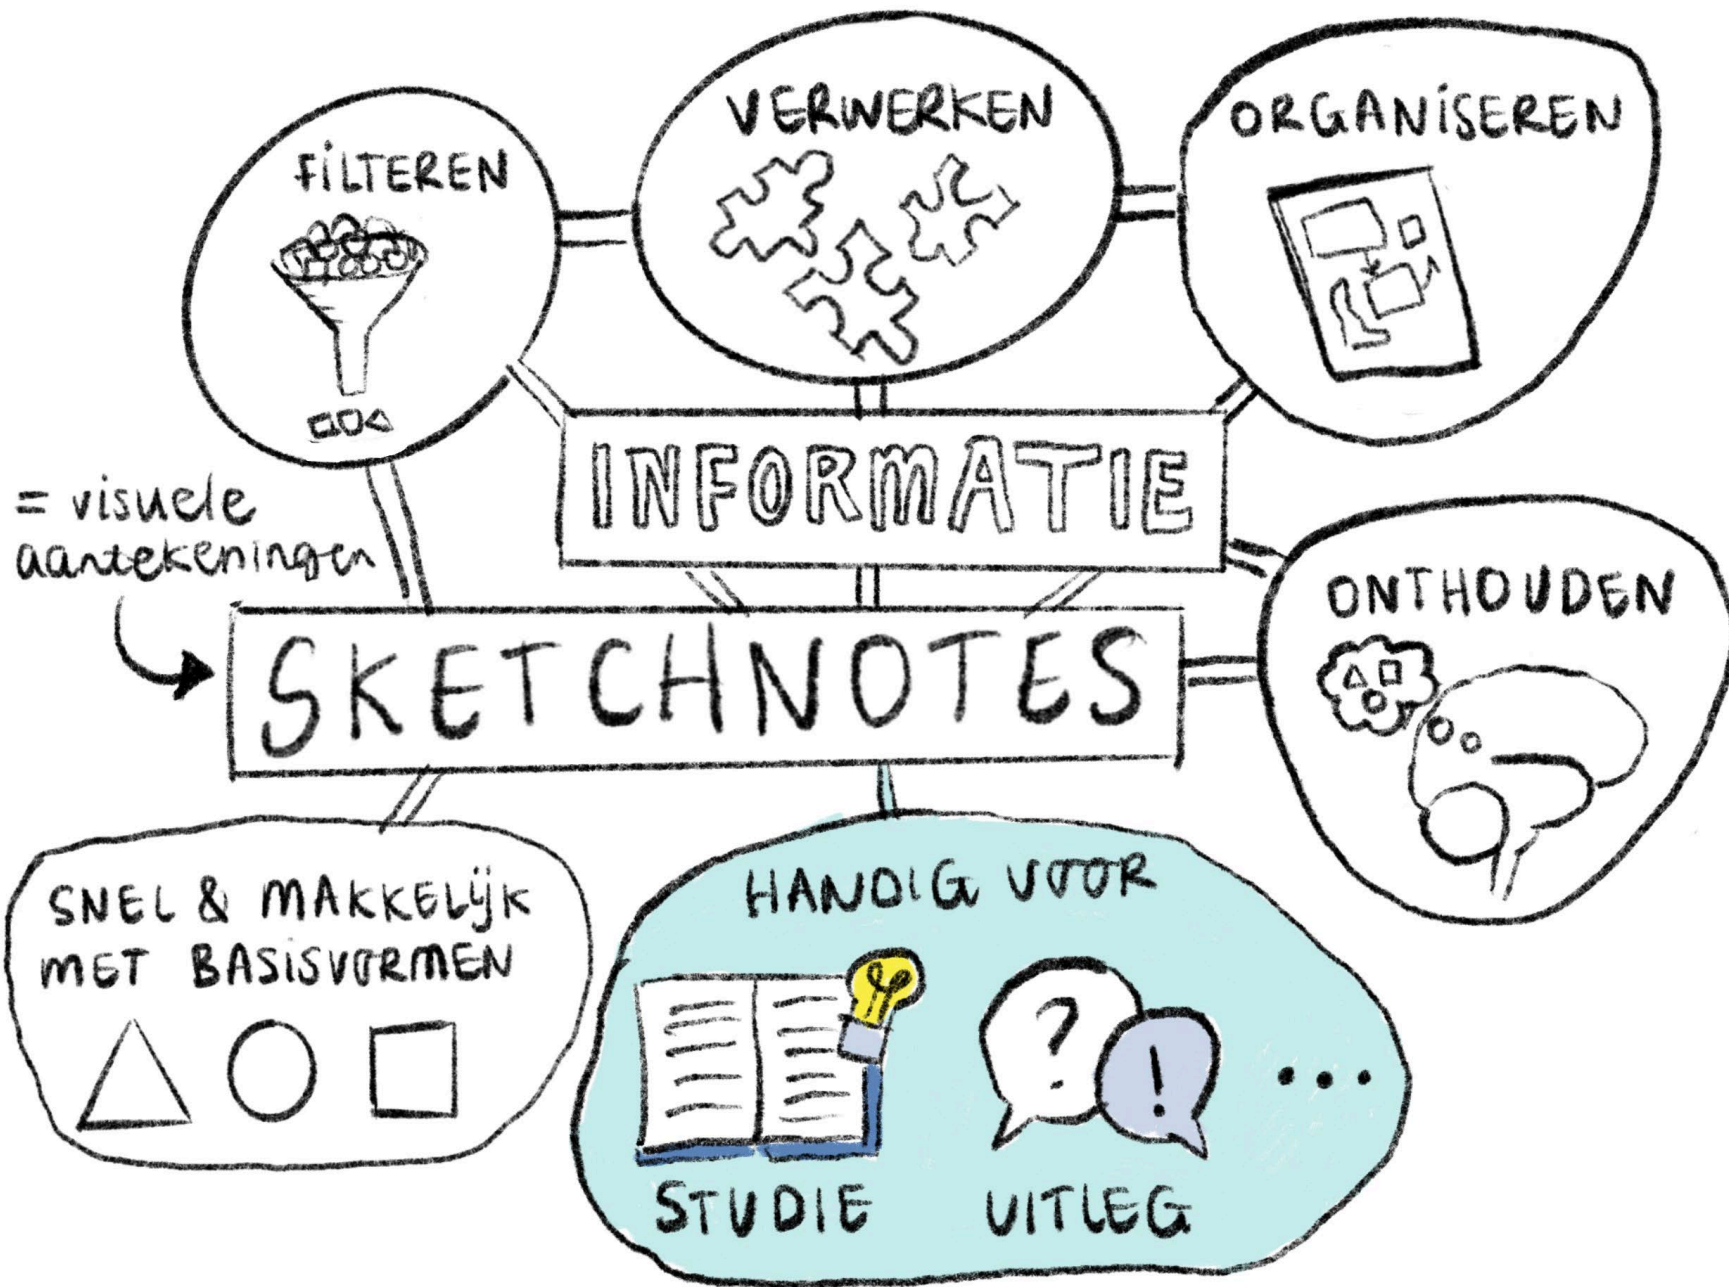 FILTEREN
VERWERKEN
ORGANISEREN
INFORMATIE
= visuele
aantekeningen
SKETCHNOTES
ONTHOUDEN
SNEL & MAKKELIJK
MET BASISVORMEN
HANDIG VOOR
?
!
...
STUDIE
UITLEG